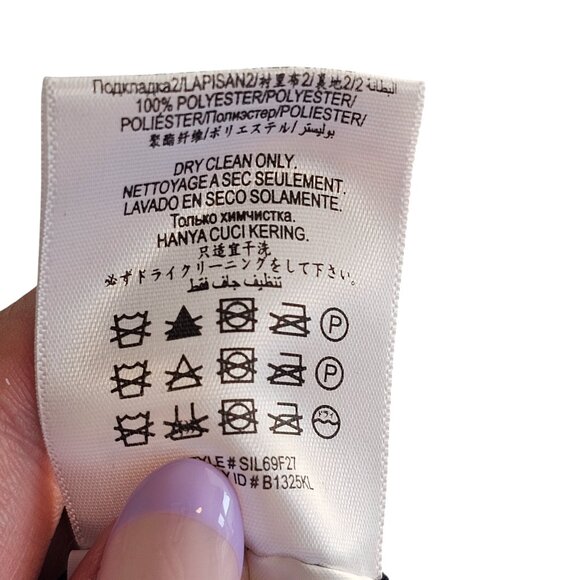 Подкладка2/LAPISAN2/衬里布2/裏地2/البطانة2
100% POLYESTER/POLYESTER/
POLIÉSTER/Полиэстер/POLIESTER/
聚酯纤维/ポリエステル/بوليستر
DRY CLEAN ONLY.
NETTOYAGE A SEC SEULEMENT.
LAVADO EN SECO SOLAMENTE.
Только химчистка.
HANYA CUCI KERING.
只适宜干洗
必ずドライクリーニングをして下さい。
تنظيف جاف فقط
P
P
STYLE # SIL69F27
ID # B1325KL